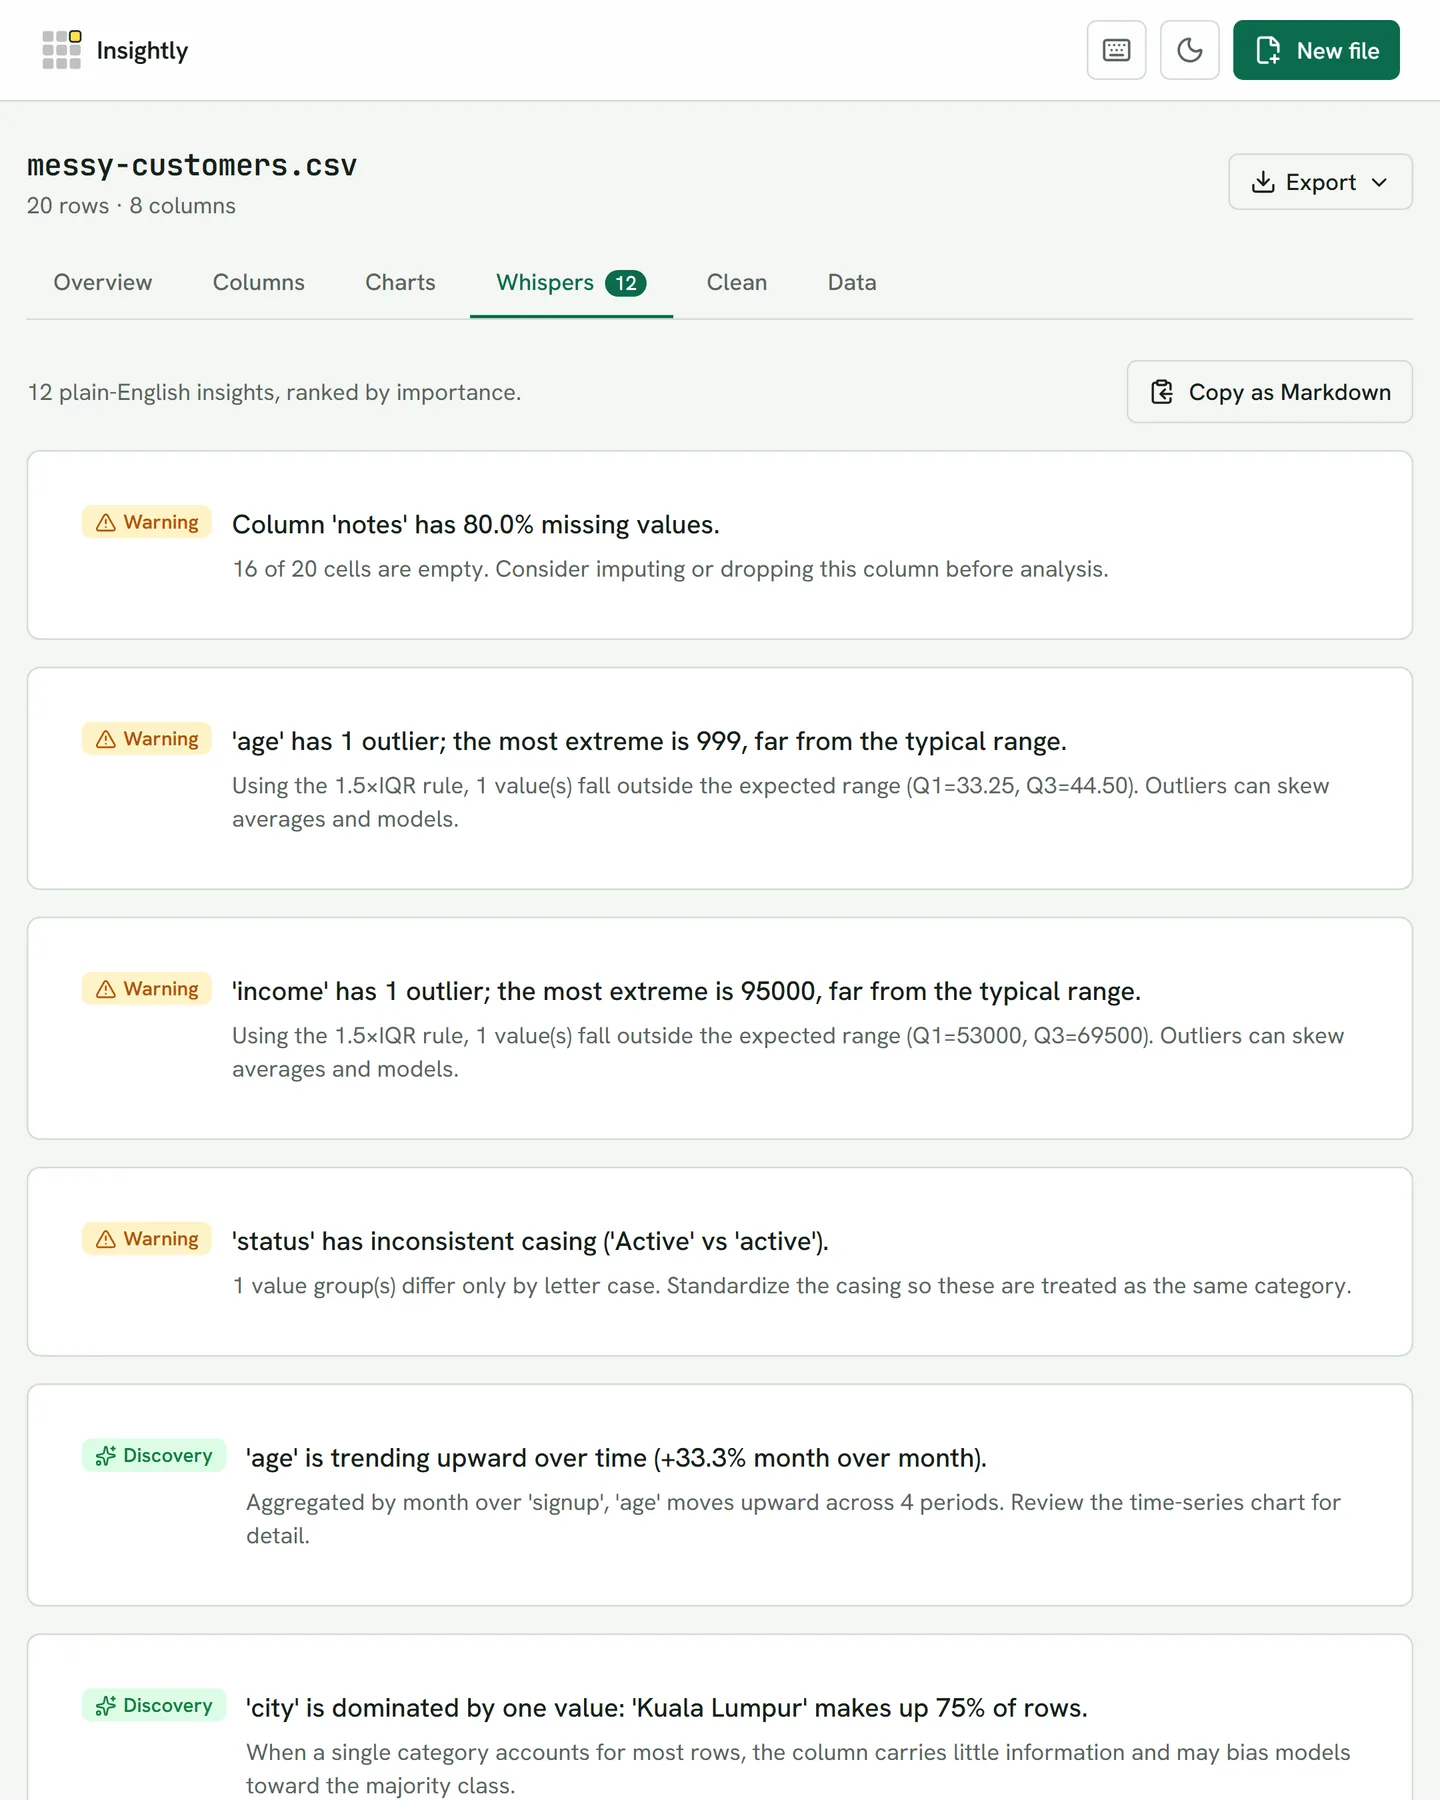 Insightly
New file
messy-customers.csv
20 rows · 8 columns
Export
Overview
Columns
Charts
Whispers 12
Clean
Data
12 plain-English insights, ranked by importance.
Copy as Markdown
Warning
Column 'notes' has 80.0% missing values.
16 of 20 cells are empty. Consider imputing or dropping this column before analysis.
Warning
'age' has 1 outlier; the most extreme is 999, far from the typical range.
Using the 1.5×IQR rule, 1 value(s) fall outside the expected range (Q1=33.25, Q3=44.50). Outliers can skew
averages and models.
Warning
'income' has 1 outlier; the most extreme is 95000, far from the typical range.
Using the 1.5×IQR rule, 1 value(s) fall outside the expected range (Q1=53000, Q3=69500). Outliers can skew
averages and models.
Warning
'status' has inconsistent casing ('Active' vs 'active').
1 value group(s) differ only by letter case. Standardize the casing so these are treated as the same category.
Discovery
'age' is trending upward over time (+33.3% month over month).
Aggregated by month over 'signup', 'age' moves upward across 4 periods. Review the time-series chart for
detail.
Discovery
'city' is dominated by one value: 'Kuala Lumpur' makes up 75% of rows.
When a single category accounts for most rows, the column carries little information and may bias models
toward the majority class.